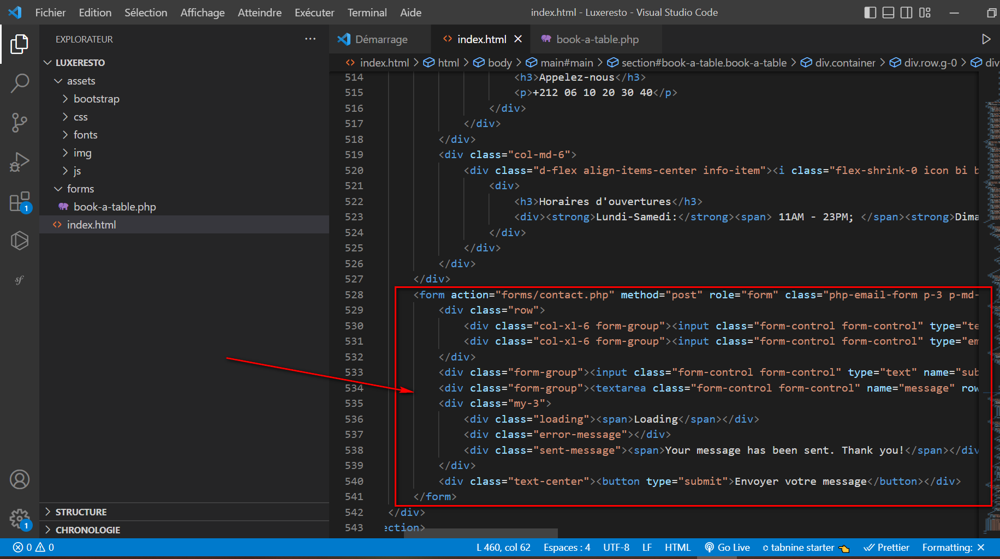 Fichier Edition Sélection Affichage Atteindre Exécuter Terminal Aide index.html - Luxeresto - Visual Studio Code
EXPLORATEUR ···
LUXERESTO
assets
bootstrap
css
fonts
img
js
forms
book-a-table.php
index.html
1
sf
STRUCTURE
CHRONOLOGIE
1
Démarrage index.html book-a-table.php
index.html > html > body > main#main > section#book-a-table.book-a-table > div.container > div.row.g-0 > div
514 <h3>Appelez-nous</h3>
515 <p>+212 06 10 20 30 40</p>
516 </div>
517 </div>
518 </div>
519 <div class="col-md-6">
520 <div class="d-flex align-items-center info-item"><i class="flex-shrink-0 icon bi b
521 <div>
522 <h3>Horaires d'ouvertures</h3>
523 <div><strong>Lundi-Samedi:</strong><span> 11AM - 23PM; </span><strong>Dima
524 </div>
525 </div>
526 </div>
527 </div>
528 <form action="forms/contact.php" method="post" role="form" class="php-email-form p-3 p-md-
529 <div class="row">
530 <div class="col-xl-6 form-group"><input class="form-control form-control" type="te
531 <div class="col-xl-6 form-group"><input class="form-control form-control" type="em
532 </div>
533 <div class="form-group"><input class="form-control form-control" type="text" name="sub
534 <div class="form-group"><textarea class="form-control form-control" name="message" row
535 <div class="my-3">
536 <div class="loading"><span>Loading</span></div>
537 <div class="error-message"></div>
538 <div class="sent-message"><span>Your message has been sent. Thank you!</span></div
539 </div>
540 <div class="text-center"><button type="submit">Envoyer votre message</button></div>
541 </form>
542 </div>
543 ection>
0 0 L 460, col 62 Espaces : 4 UTF-8 LF HTML Go Live tabnine starter Prettier Formatting: ×